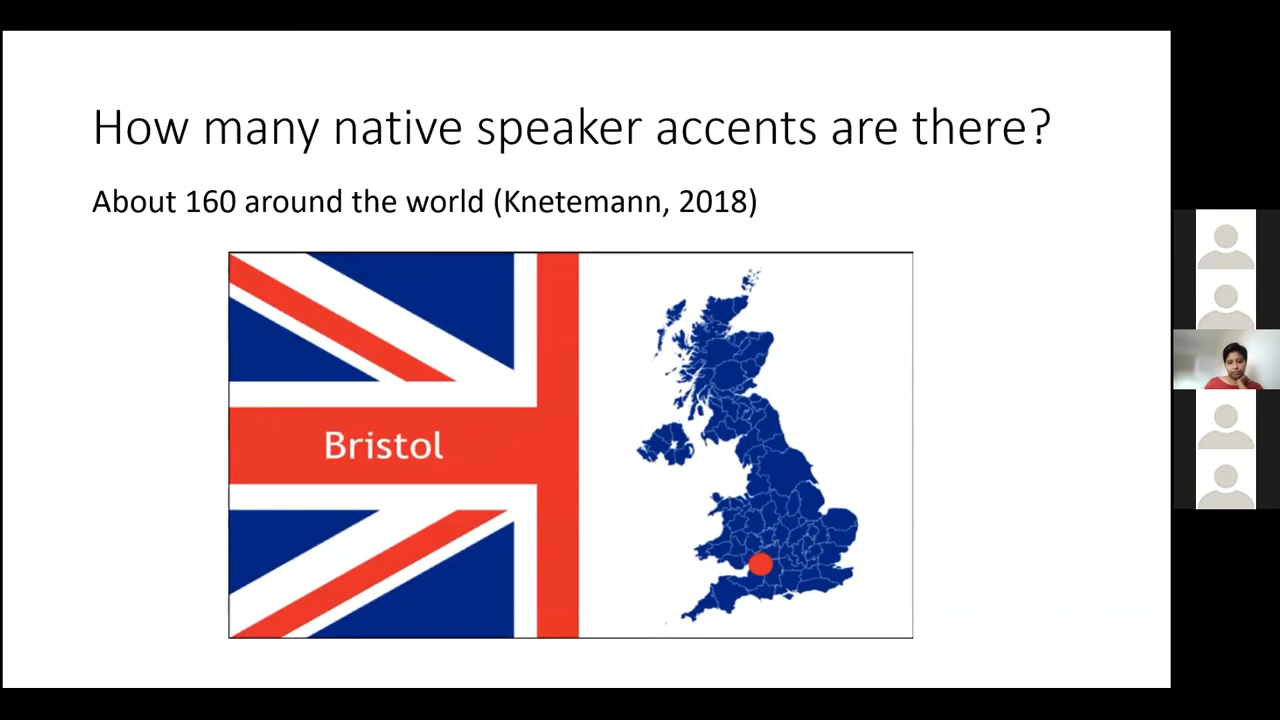 How many native speaker accents are there?
About 160 around the world (Knetemann, 2018)
Bristol